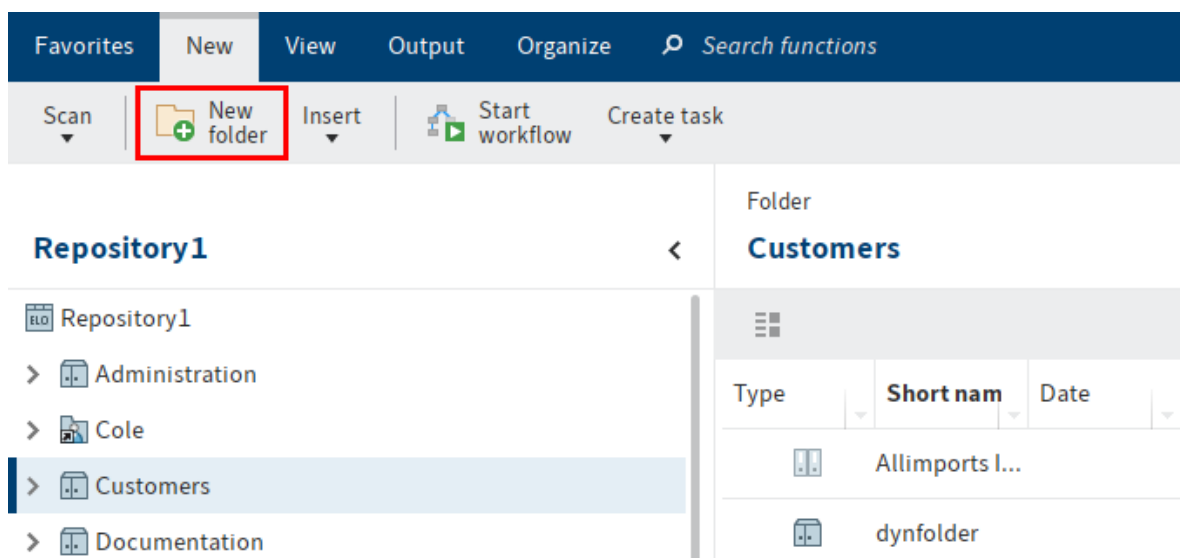 Favorites New View Output Organize Search functions
Scan New folder Insert Start workflow Create task
Folder
Repository1 Customers
ELO Repository1
Administration
Type Short nam Date
Cole
Allimports I...
Customers
dynfolder
Documentation